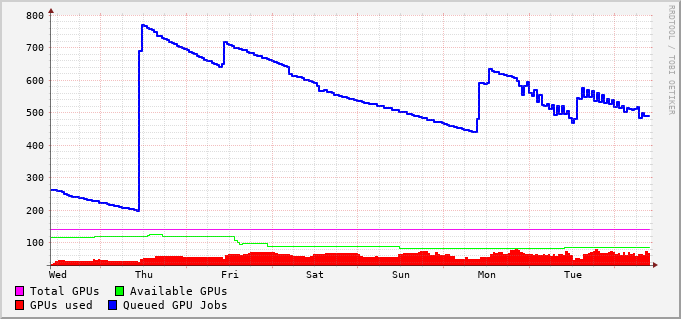 800
700
600
500
400
300
200
100
Wed Thu Fri Sat Sun Mon Tue
Total GPUs Available GPUs
GPUs used Queued GPU Jobs
RRDTOOL / TOBI OETIKER